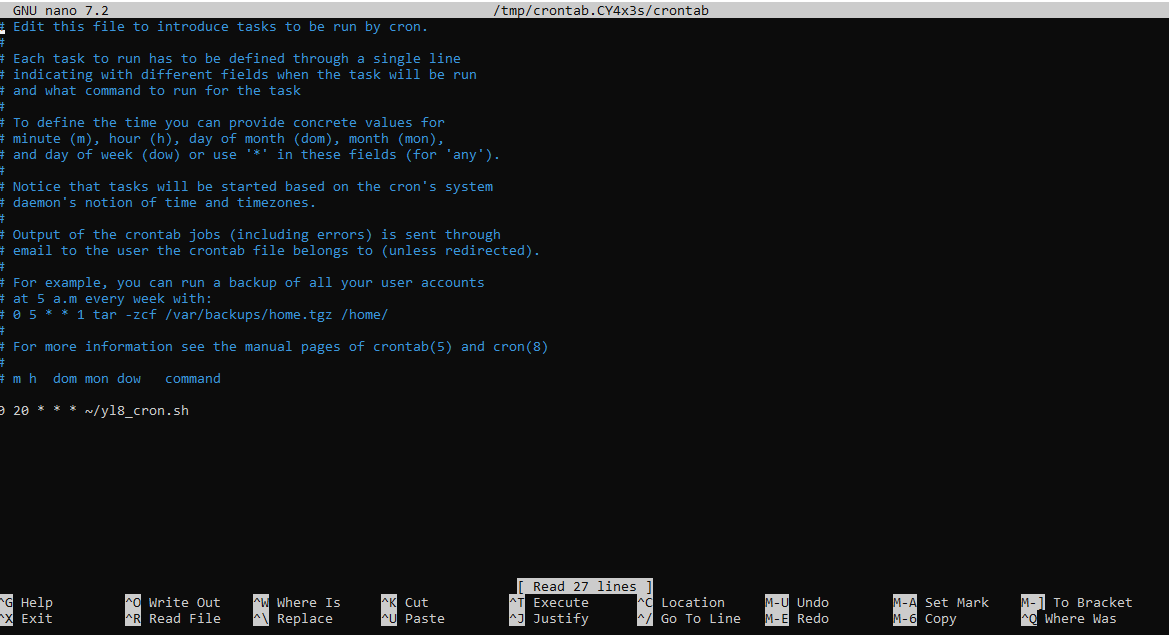 GNU nano 7.2 /tmp/crontab.CY4x3s/crontab
# Edit this file to introduce tasks to be run by cron.
#
# Each task to run has to be defined through a single line
# indicating with different fields when the task will be run
# and what command to run for the task
#
# To define the time you can provide concrete values for
# minute (m), hour (h), day of month (dom), month (mon),
# and day of week (dow) or use '*' in these fields (for 'any').
#
# Notice that tasks will be started based on the cron's system
# daemon's notion of time and timezones.
#
# Output of the crontab jobs (including errors) is sent through
# email to the user the crontab file belongs to (unless redirected).
#
# For example, you can run a backup of all your user accounts
# at 5 a.m every week with:
# 0 5 * * 1 tar -zcf /var/backups/home.tgz /home/
#
# For more information see the manual pages of crontab(5) and cron(8)
#
# m h  dom mon dow   command
0 20 * * * ~/yl8_cron.sh
[ Read 27 lines ]
^G Help ^O Write Out ^W Where Is ^K Cut ^T Execute ^C Location M-U Undo M-A Set Mark M-] To Bracket
^X Exit ^R Read File ^\ Replace ^U Paste ^J Justify ^/ Go To Line M-E Redo M-6 Copy ^Q Where Was